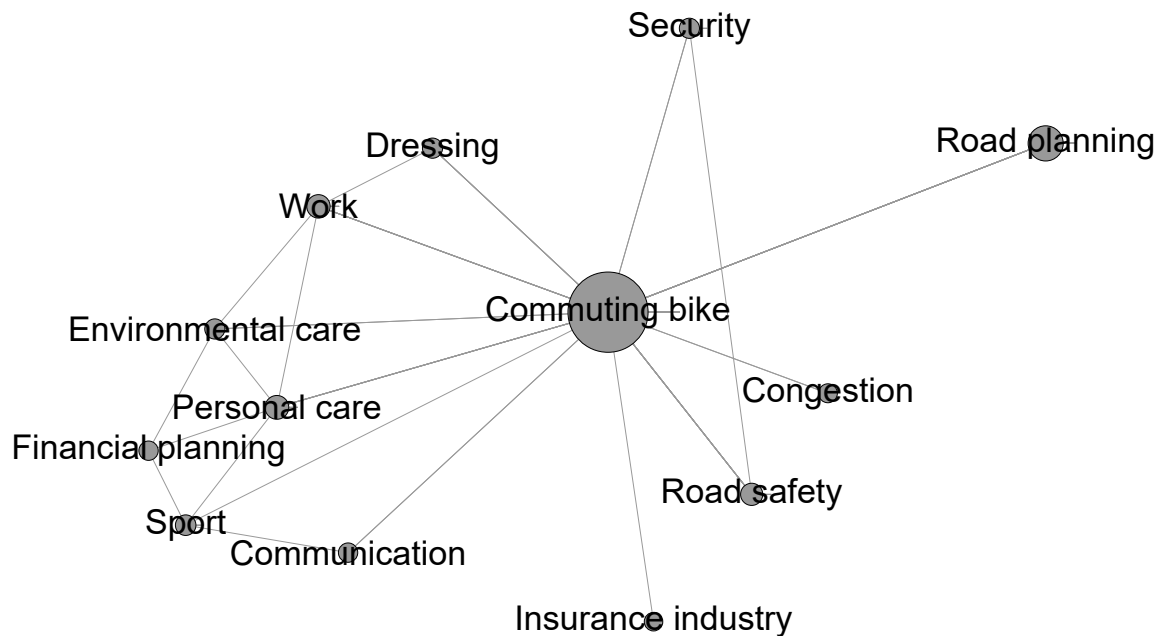 Security
Road planning
Dressing
Work
Commuting bike
Environmental care
Congestion
Personal care
Financial planning
Road safety
Sport
Communication
Insurance industry